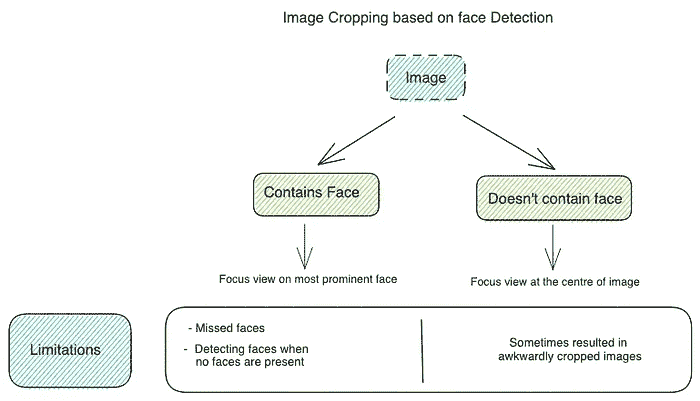 Image Cropping based on face Detection
Image
Contains Face
Doesn't contain face
Focus view on most prominent face
Focus view at the centre of image
Limitations
- Missed faces
- Detecting faces when
no faces are present
Sometimes resulted in
awkwardly cropped images